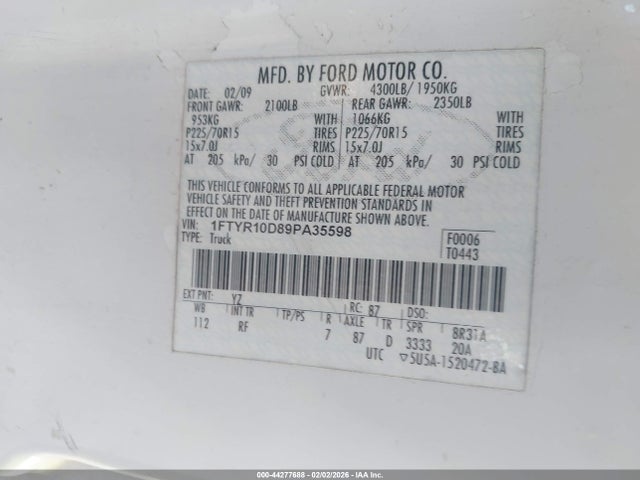 MFD. BY FORD MOTOR CO.
DATE: 02/09 GVWR: 4300LB/ 1950KG
FRONT GAWR: 2100LB REAR GAWR: 2350LB
953KG WITH 1066KG WITH
P225/70R15 TIRES P225/70R15 TIRES
15x7.0J RIMS 15x7.0J RIMS
AT 205 kPa/ 30 PSI COLD AT 205 kPa/ 30 PSI COLD
THIS VEHICLE CONFORMS TO ALL APPLICABLE FEDERAL MOTOR
VEHICLE SAFETY AND THEFT PREVENTION STANDARDS IN
EFFECT ON THE DATE OF MANUFACTURE SHOWN ABOVE.
VIN: 1FTYR10D89PA35598 F0006
TYPE: Truck T0443
EXT PNT: YZ RC: 87 DSO:
WB INT TR TP/PS R AXLE TR SPR 8R31A
112 RF 7 87 D 3333 20A
UTC ▽5U5A-1520472-BA
000-44277688 - 02/02/2026 - IAAI.COM